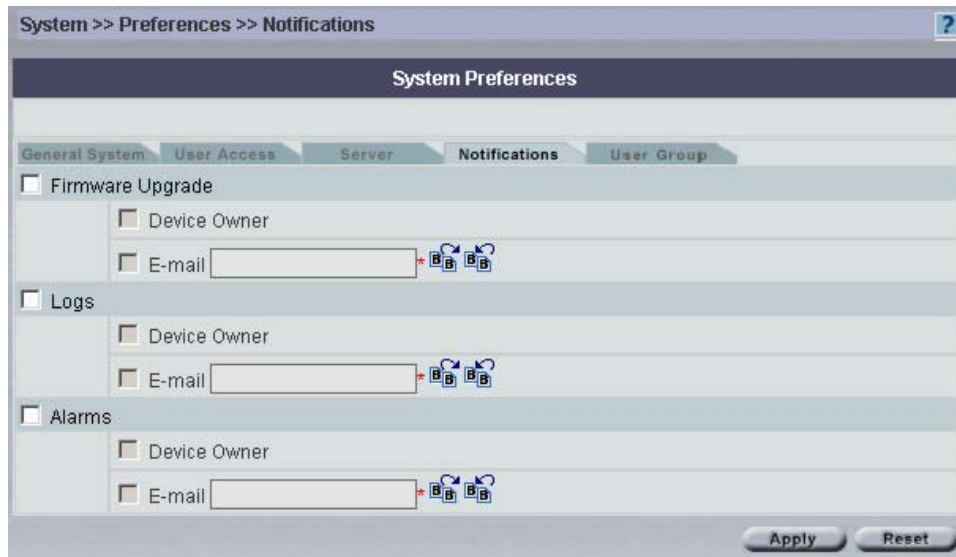 System >> Preferences >> Notifications ?
System Preferences
General System User Access Server Notifications User Group
Firmware Upgrade
Device Owner
E-mail * B B B B
Logs
Device Owner
E-mail * B B B B
Alarms
Device Owner
E-mail * B B B B
Apply Reset